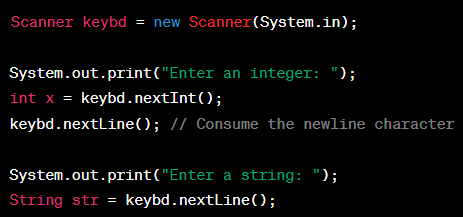 Scanner keybd = new Scanner(System.in);
System.out.print("Enter an integer: ");
int x = keybd.nextInt();
keybd.nextLine(); // Consume the newline character
System.out.print("Enter a string: ");
String str = keybd.nextLine();